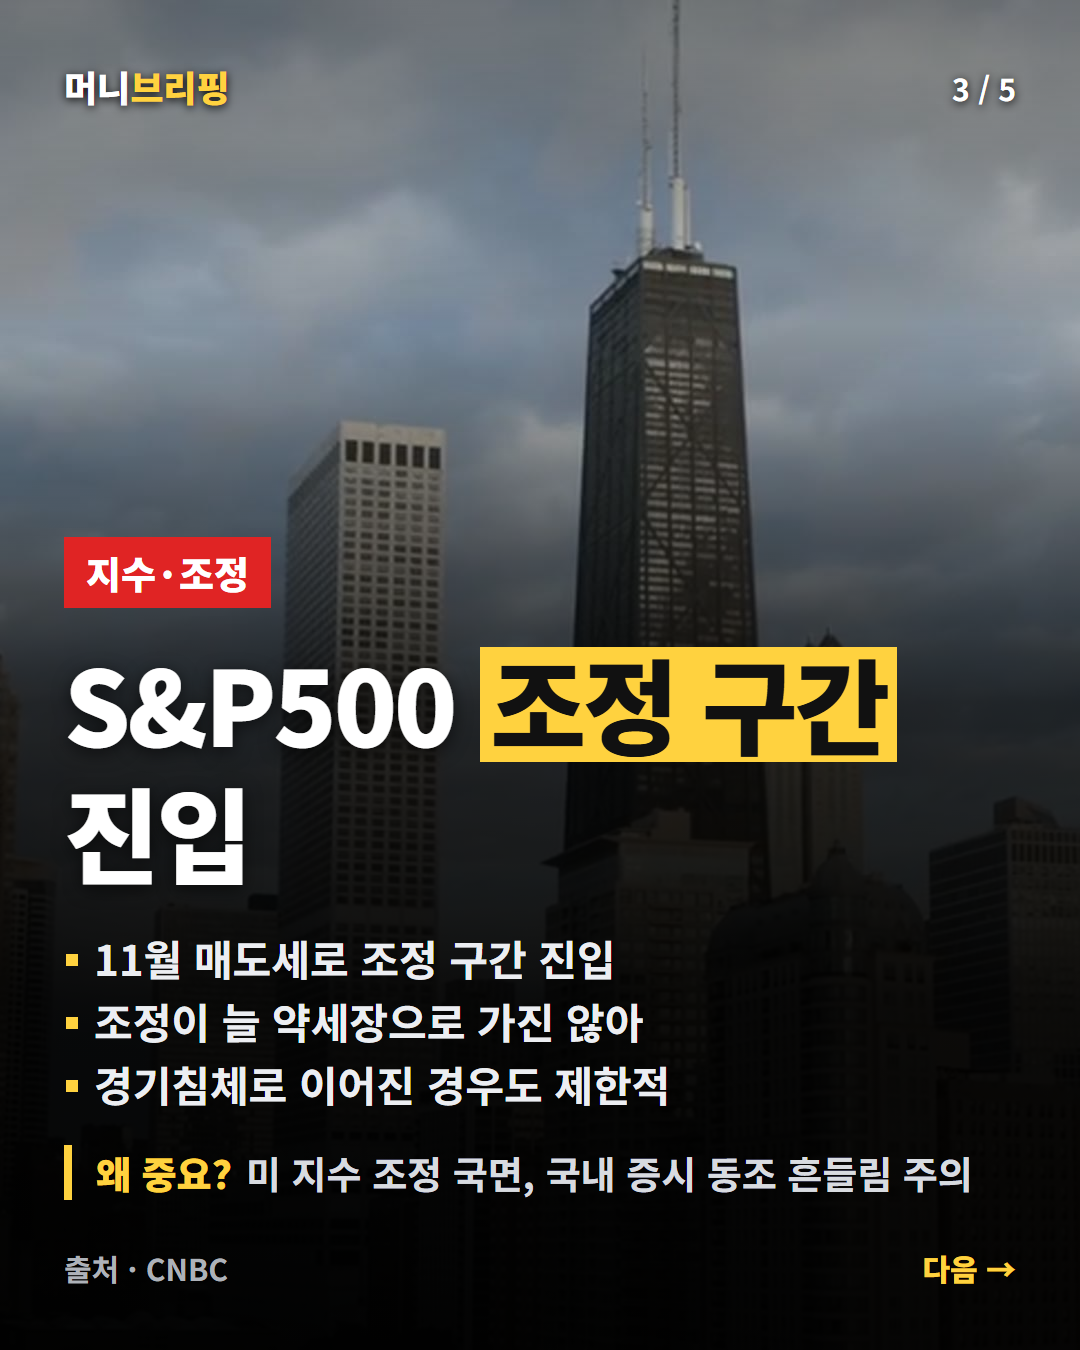 머니브리핑
3 / 5
지수·조정
S&P500 조정 구간
진입
11월 매도세로 조정 구간 진입
조정이 늘 약세장으로 가진 않아
경기침체로 이어진 경우도 제한적
왜 중요? 미 지수 조정 국면, 국내 증시 동조 흔들림 주의
출처 · CNBC
다음 →